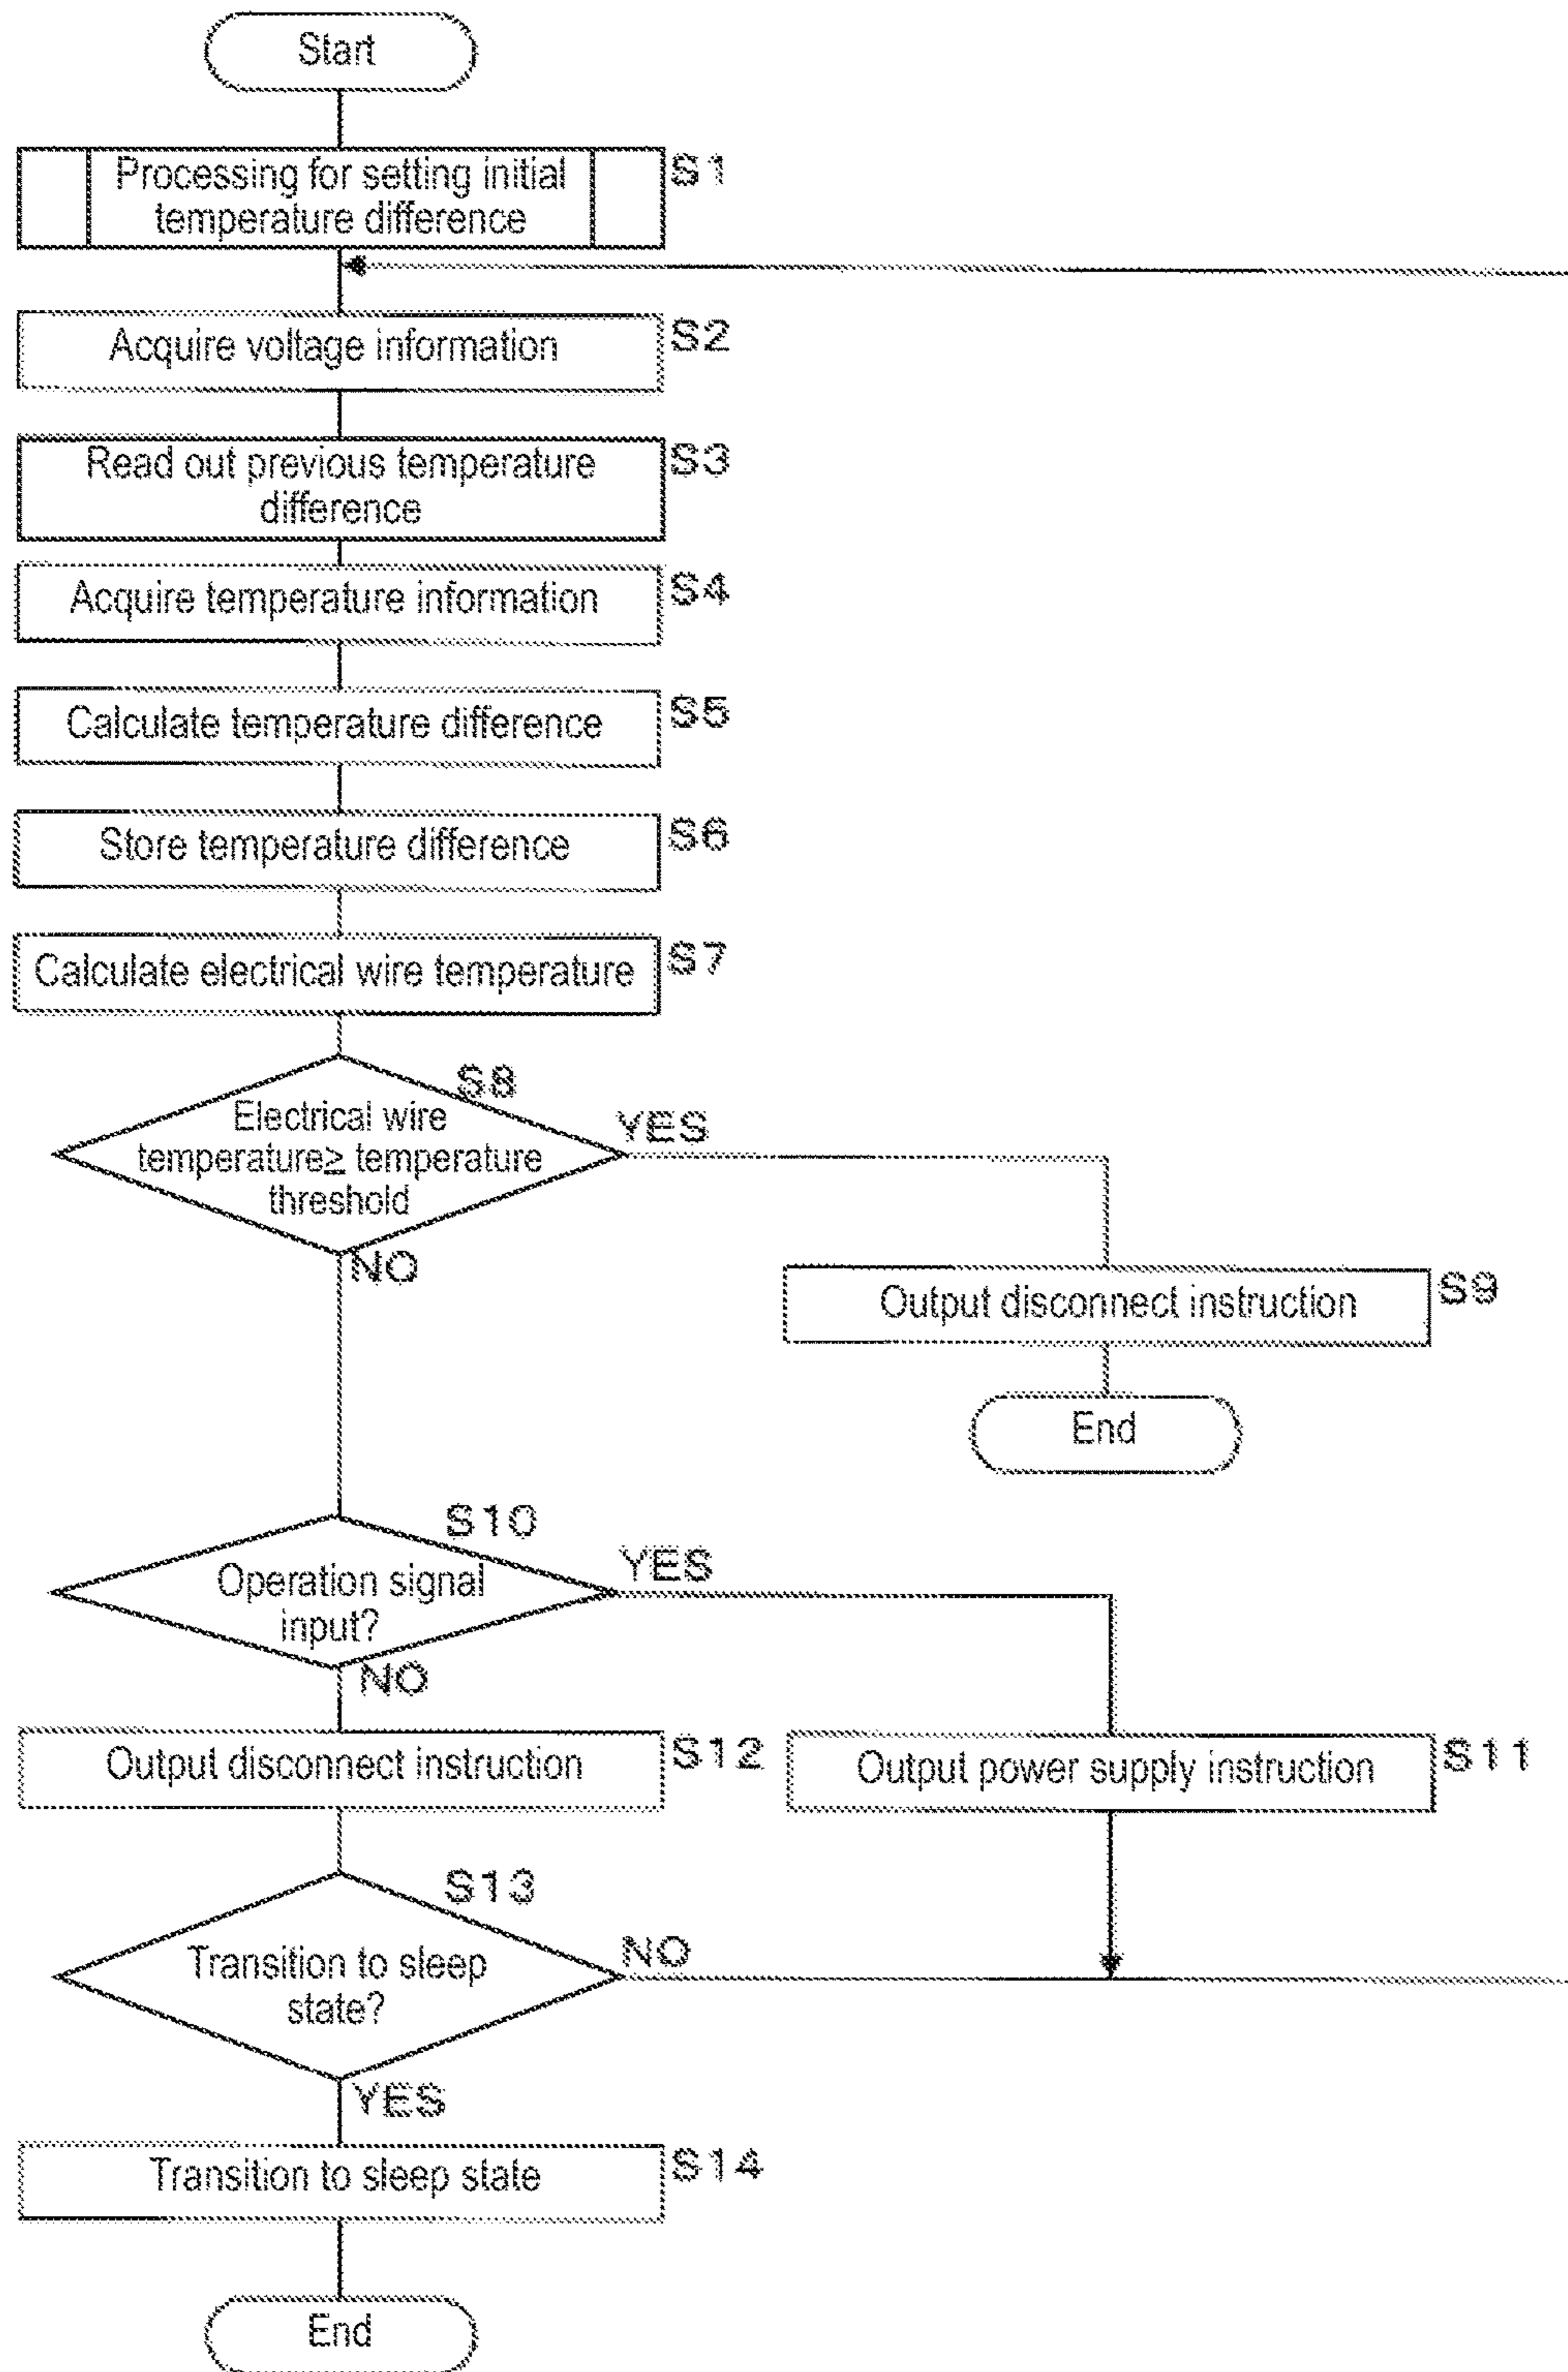 Start
Processing for setting initial
temperature difference
S1
Acquire voltage information
S2
Read out previous temperature
difference
S3
Acquire temperature information
S4
Calculate temperature difference
S5
Store temperature difference
S6
Calculate electrical wire temperature
S7
S8
Electrical wire
temperature≥ temperature
threshold
YES
NO
Output disconnect instruction
S9
End
S10
Operation signal
input?
YES
NO
Output disconnect instruction
S12
Output power supply instruction
S11
S13
Transition to sleep
state?
NO
YES
Transition to sleep state
S14
End